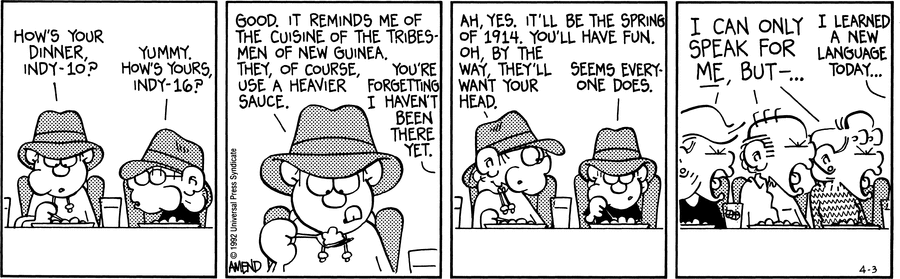 HOW'S YOUR
DINNER,
INDY-10?
YUMMY.
HOW'S YOURS,
INDY-16?
GOOD. IT REMINDS ME OF
THE CUISINE OF THE TRIBES-
MEN OF NEW GUINEA.
THEY, OF COURSE,
USE A HEAVIER
SAUCE.
YOU'RE
FORGETTING
I HAVEN'T
BEEN
THERE
YET.
© 1992 Universal Press Syndicate
AMEND
AH, YES. IT'LL BE THE SPRING
OF 1914. YOU'LL HAVE FUN.
OH, BY THE
WAY, THEY'LL
WANT YOUR
HEAD.
SEEMS EVERY-
ONE DOES.
I CAN ONLY
SPEAK FOR
ME, BUT—...
I LEARNED
A NEW
LANGUAGE
TODAY...
4-3